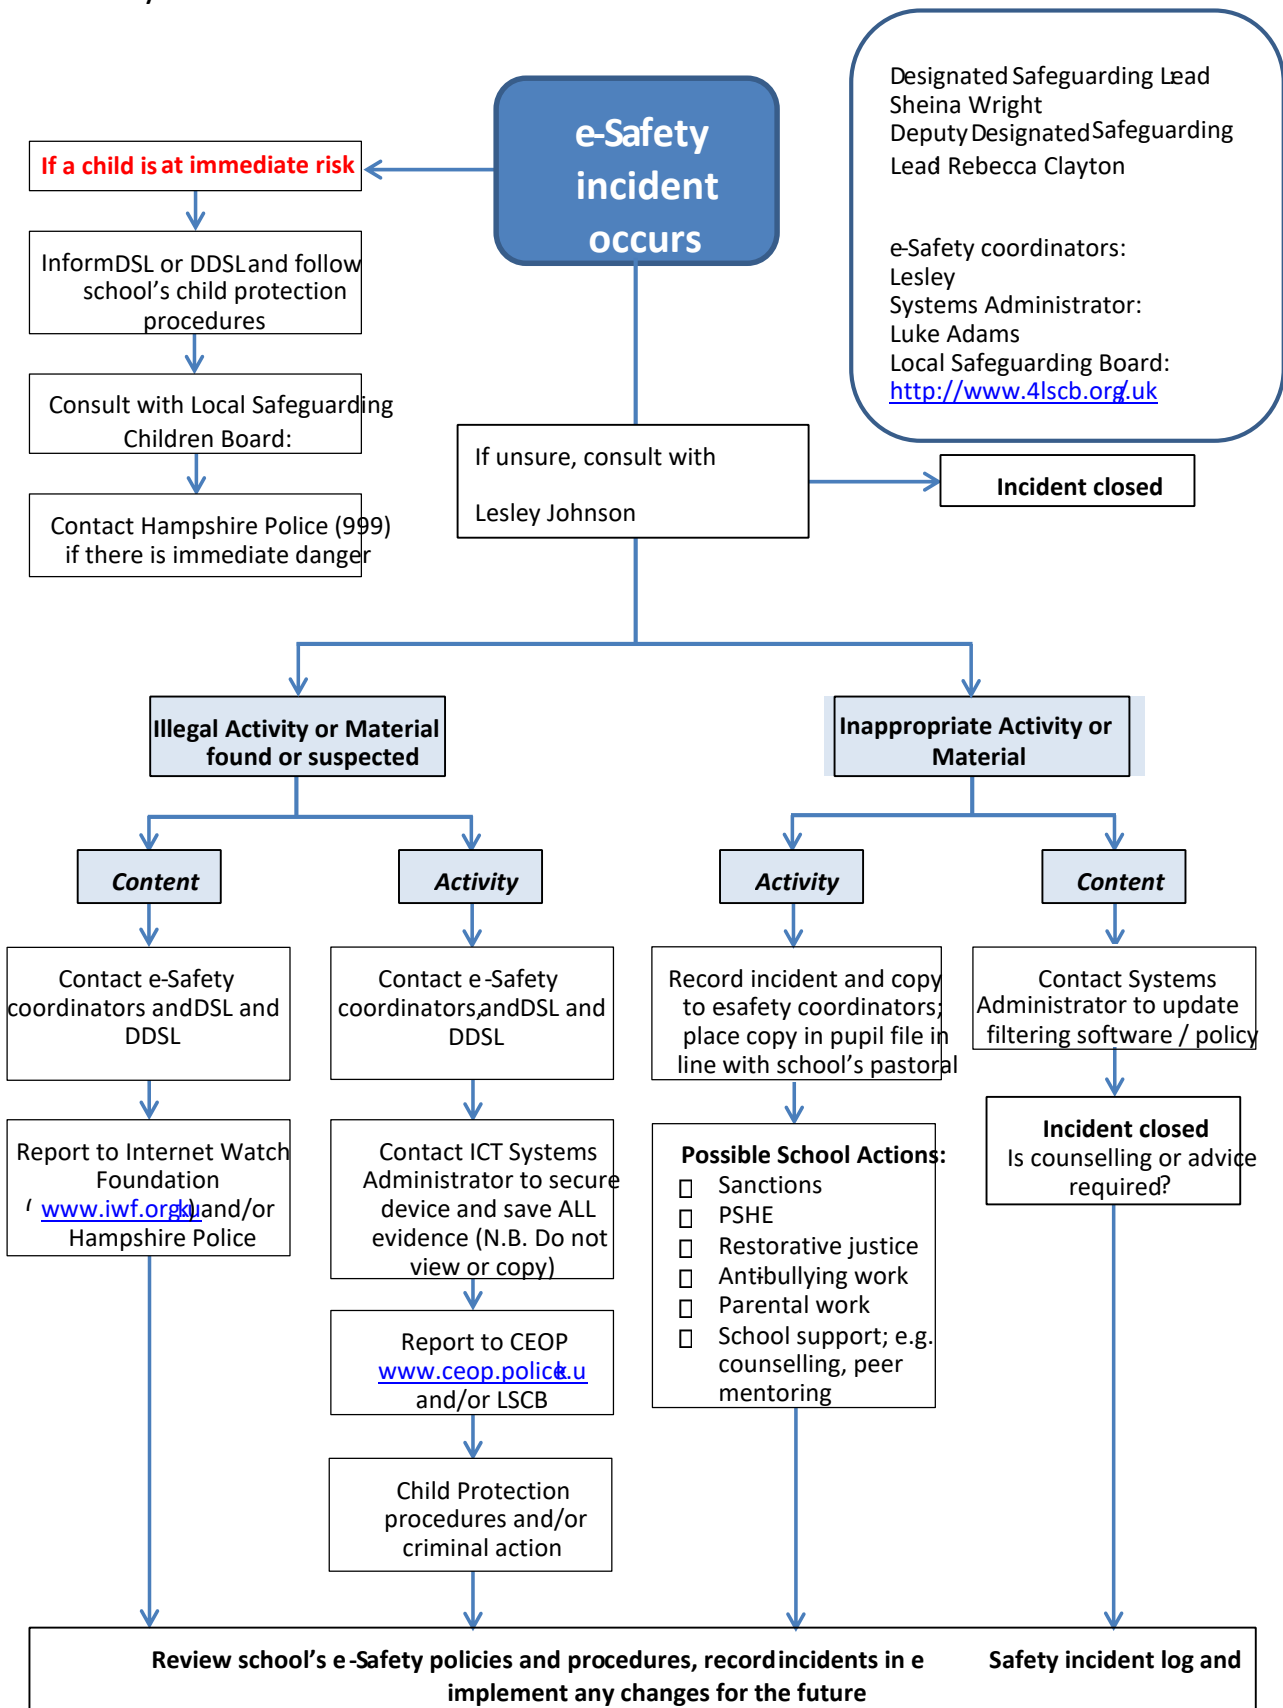 e-Safety
incident
occurs
Designated Safeguarding Lead
Sheina Wright
Deputy Designated Safeguarding
Lead Rebecca Clayton
e-Safety coordinators:
Lesley
Systems Administrator:
Luke Adams
Local Safeguarding Board:
http://www.4lscb.org.uk/
If a child is at immediate risk
Inform DSL or DDSL and follow
school's child protection
procedures
Consult with Local Safeguarding
Children Board:
Contact Hampshire Police (999)
if there is immediate danger
If unsure, consult with
Lesley Johnson
Incident closed
Illegal Activity or Material
found or suspected
Inappropriate Activity or
Material
Content
Activity
Activity
Content
Contact e-Safety
coordinators and DSL and
DDSL
Report to Internet Watch
Foundation
(www.iwf.org.uk) and/or
Hampshire Police
Contact e-Safety
coordinators, and DSL and
DDSL
Contact ICT Systems
Administrator to secure
device and save ALL
evidence (N.B. Do not
view or copy)
Report to CEOP
www.ceop.police.uk
and/or LSCB
Child Protection
procedures and/or
criminal action
Record incident and copy
to esafety coordinators;
place copy in pupil file in
line with school's pastoral
Possible School Actions:
Sanctions
PSHE
Restorative justice
Anti-bullying work
Parental work
School support; e.g.
counselling, peer
mentoring
Contact Systems
Administrator to update
filtering software / policy
Incident closed
Is counselling or advice
required?
Review school's e-Safety policies and procedures, record incidents in e Safety incident log and
implement any changes for the future